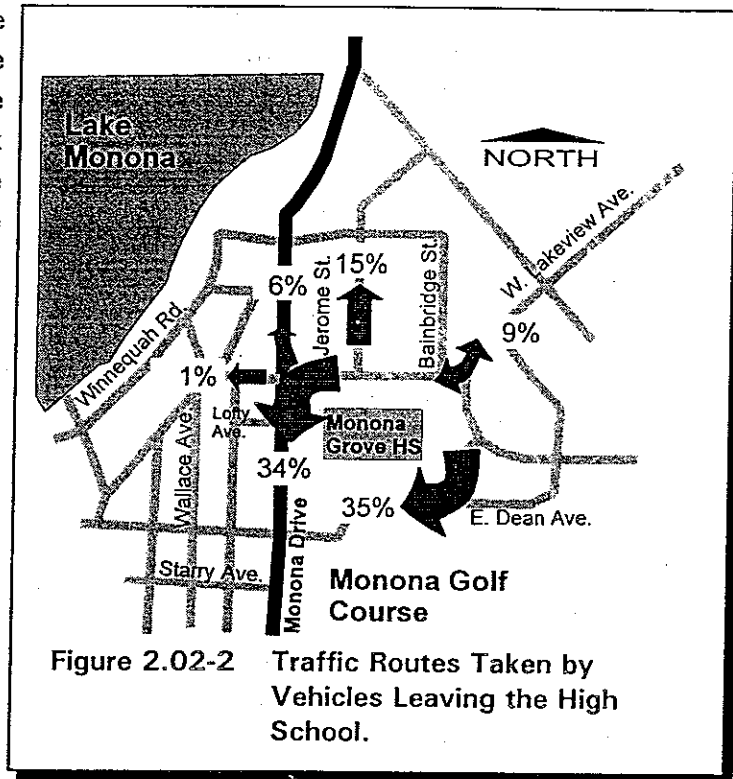 Lake
Monona
NORTH
W. Lakeview Ave.
15%
6%
Jerome St.
Bainbridge St.
9%
Winnequah Rd.
1%
Lofty
Ave.
Wallace Ave.
Monona
Grove HS
34%
35%
E. Dean Ave.
Monona Drive
Starry Ave.
Monona Golf
Course
Figure 2.02-2 Traffic Routes Taken by
Vehicles Leaving the High
School.